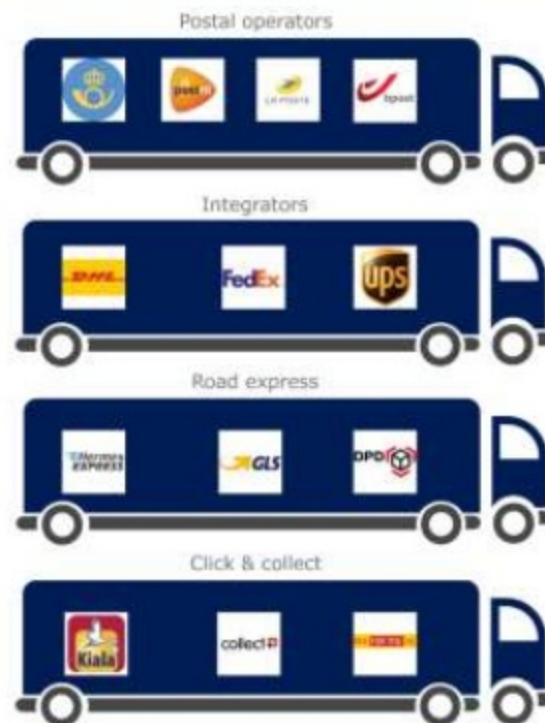 Postal operators
postnl
LA POSTE
bpost
Integrators
DHL
FedEx
ups
Road express
Hermes
EXPRESS
GLS
DPD
Click & collect
Kiala
collect+